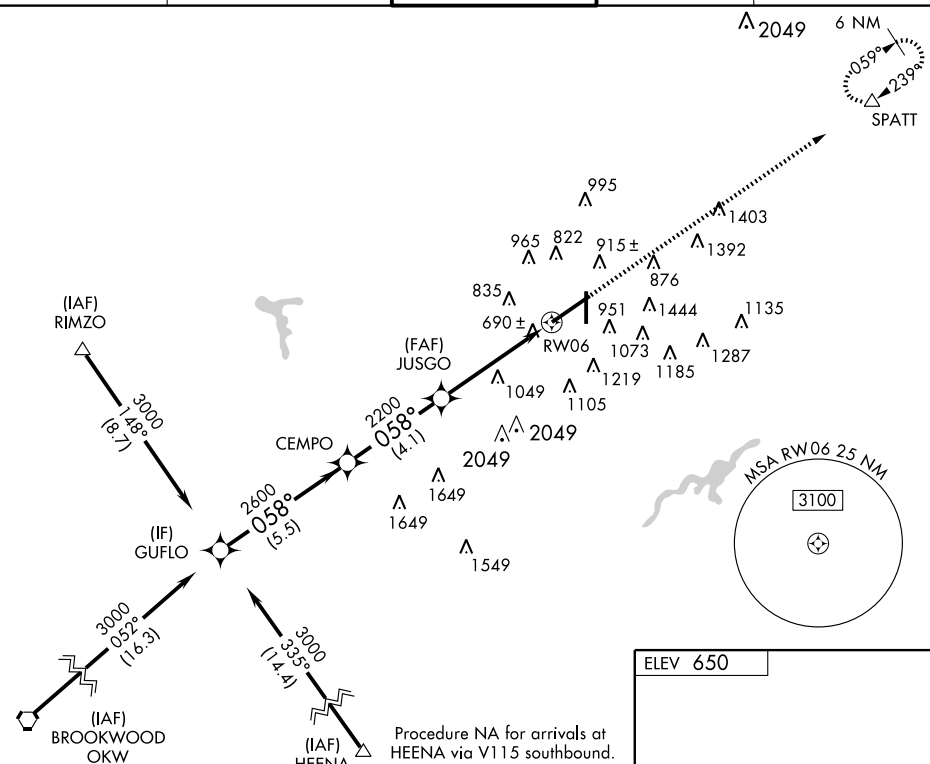 2049
6 NM
059°
239°
SPATT
995
1403
965
822
915 ±
1392
876
835
690 ±
951
1444
1135
RW06
1073
1287
1185
1219
1049
1105
(IAF)
RIMZO
(FAF)
JUSGO
3000
148°
(8.7)
2200
058°
(4.1)
CEMPO
2049
2049
1649
1649
1549
2600
058°
(5.5)
(IF)
GUFLO
MSA RW06 25 NM
3100
3000
052°
(16.3)
3000
335°
(14.4)
(IAF)
BROOKWOOD
OKW
(IAF)
HEENA
Procedure NA for arrivals at
HEENA via V115 southbound.
ELEV 650